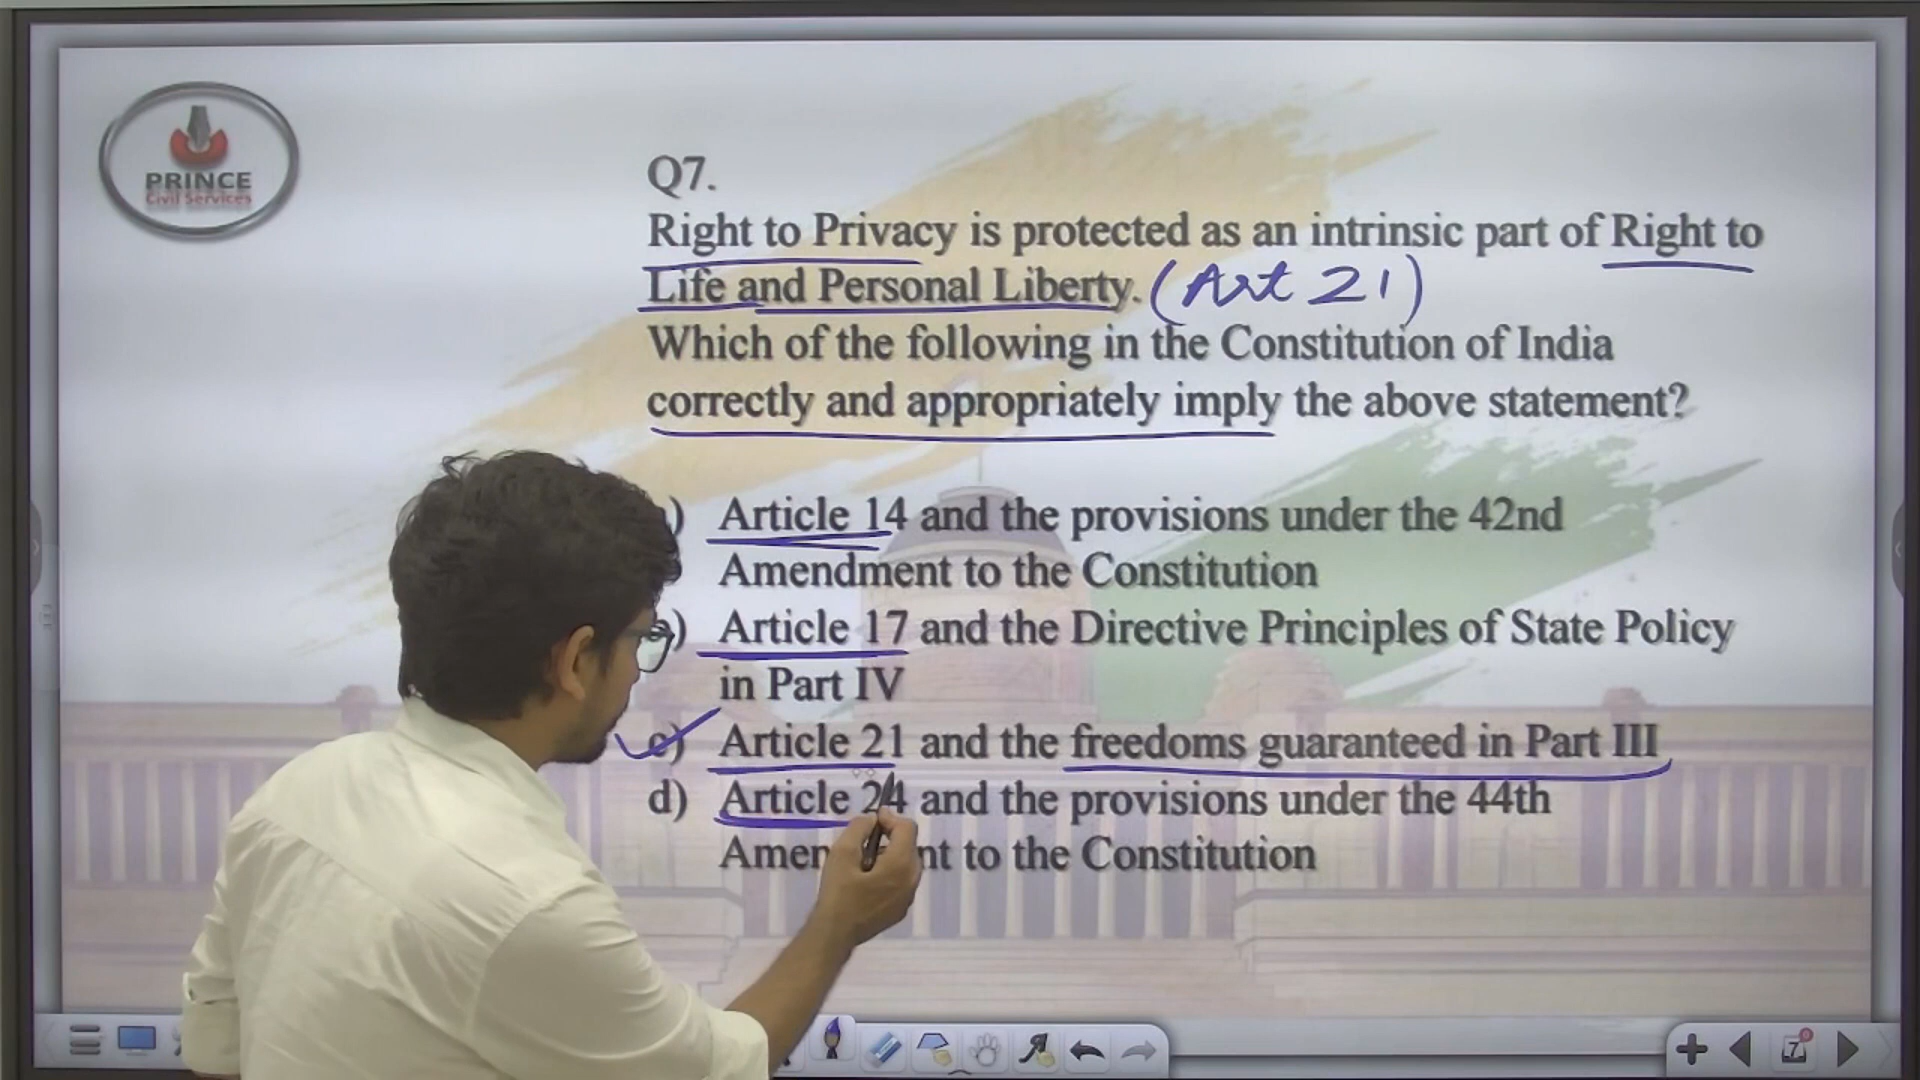 PRINCE
Civil Services
Q7.
Right to Privacy is protected as an intrinsic part of Right to
Life and Personal Liberty. (Art 21)
Which of the following in the Constitution of India
correctly and appropriately imply the above statement?
) Article 14 and the provisions under the 42nd
Amendment to the Constitution
) Article 17 and the Directive Principles of State Policy
in Part IV
c) Article 21 and the freedoms guaranteed in Part III
d) Article 24 and the provisions under the 44th
Amen nt to the Constitution
7